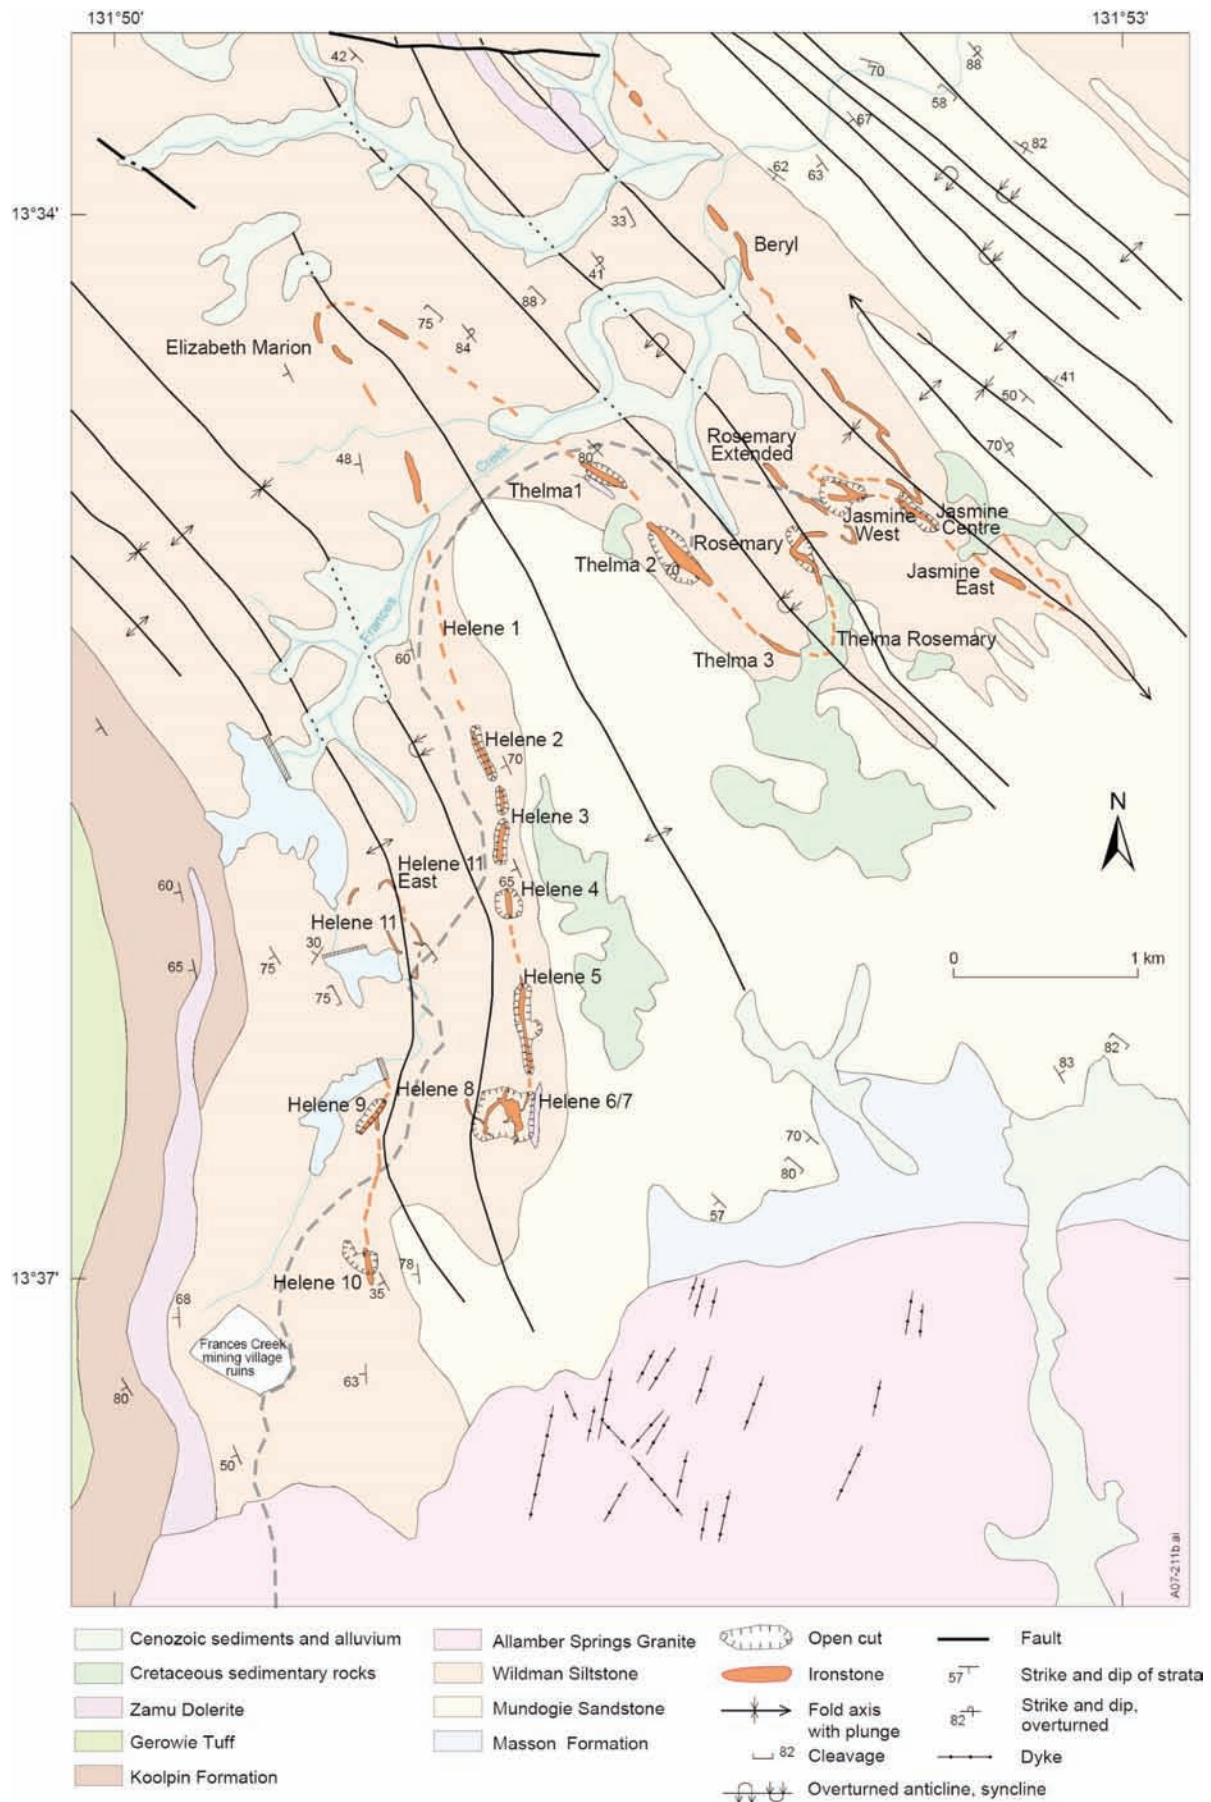 131°50'
131°53'
42
70
88
58
67
82
62
63
13°34'
33
Beryl
41
88
75
84
Elizabeth Marion
41
50
Rosemary
Extended
70
48
80
Creek
Thelma1
Jasmine
West
Jasmine
Centre
Rosemary
Thelma 2
70
Jasmine
East
Frances
Helene 1
Thelma Rosemary
60
Thelma 3
Helene 2
70
N
Helene 3
Helene 11
East
65
Helene 4
60
Helene 11
30
75
65
Helene 5
0
1 km
75
82
83
Helene 8
Helene 9
Helene 6/7
70
80
57
13°37'
78
Helene 10
35
68
Frances Creek
mining village
ruins
63
80
50
A07-211b.ai
Cenozoic sediments and alluvium
Cretaceous sedimentary rocks
Zamu Dolerite
Gerowie Tuff
Koolpin Formation
Allamber Springs Granite
Wildman Siltstone
Mundogie Sandstone
Masson Formation
Open cut
Ironstone
Fold axis
with plunge
82 Cleavage
Overturned anticline, syncline
Fault
57 Strike and dip of strata
82 Strike and dip,
overturned
Dyke